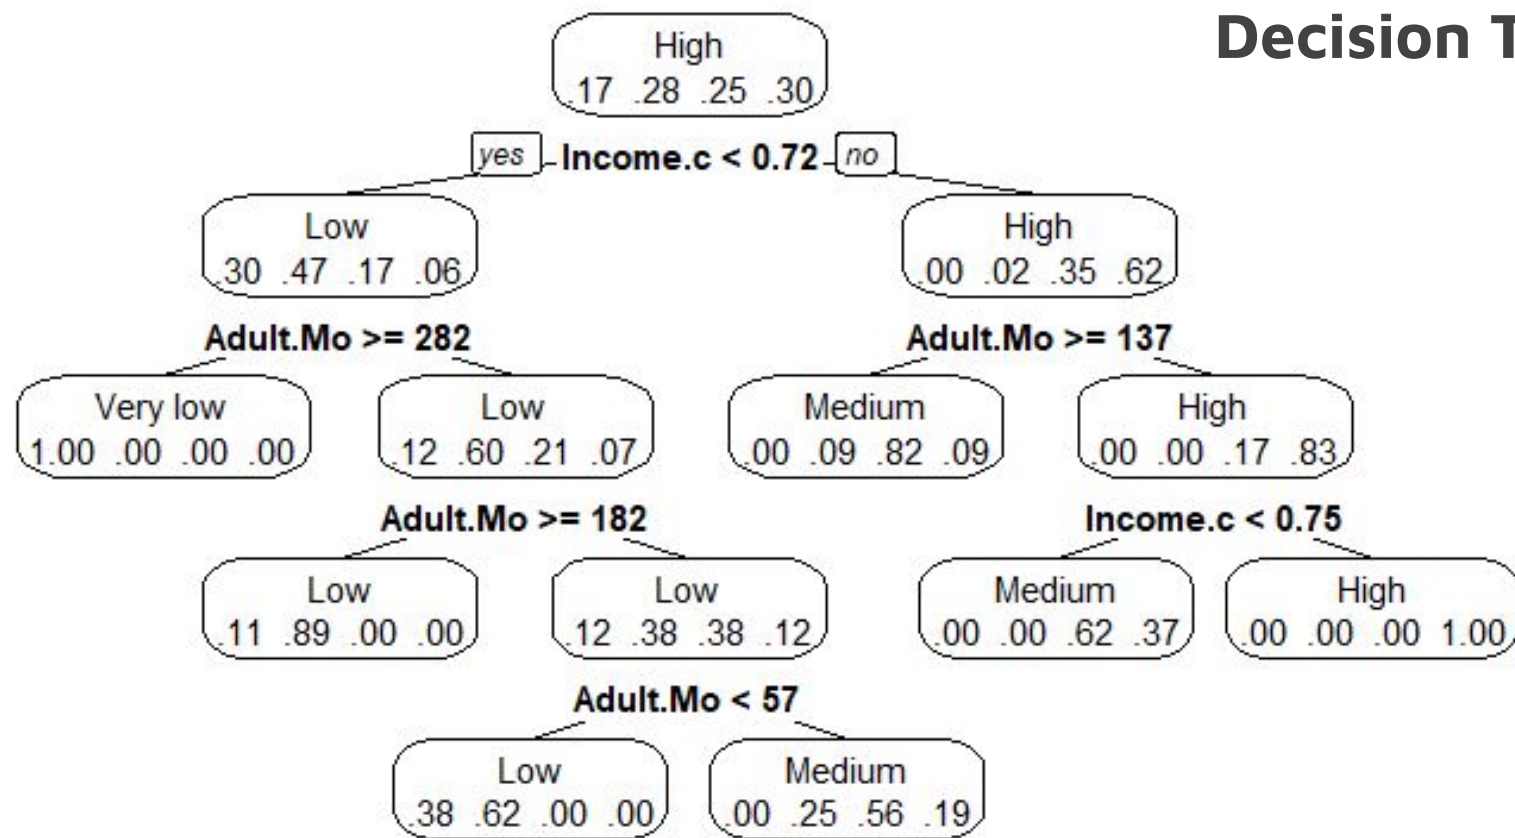 Decision T
High
.17 .28 .25 .30
yes Income.c < 0.72 no
Low
.30 .47 .17 .06
High
.00 .02 .35 .62
Adult.Mo >= 282
Adult.Mo >= 137
Very low
1.00 .00 .00 .00
Low
.12 .60 .21 .07
Medium
.00 .09 .82 .09
High
.00 .00 .17 .83
Adult.Mo >= 182
Income.c < 0.75
Low
.11 .89 .00 .00
Low
.12 .38 .38 .12
Medium
.00 .00 .62 .37
High
.00 .00 .00 1.00
Adult.Mo < 57
Low
.38 .62 .00 .00
Medium
.00 .25 .56 .19